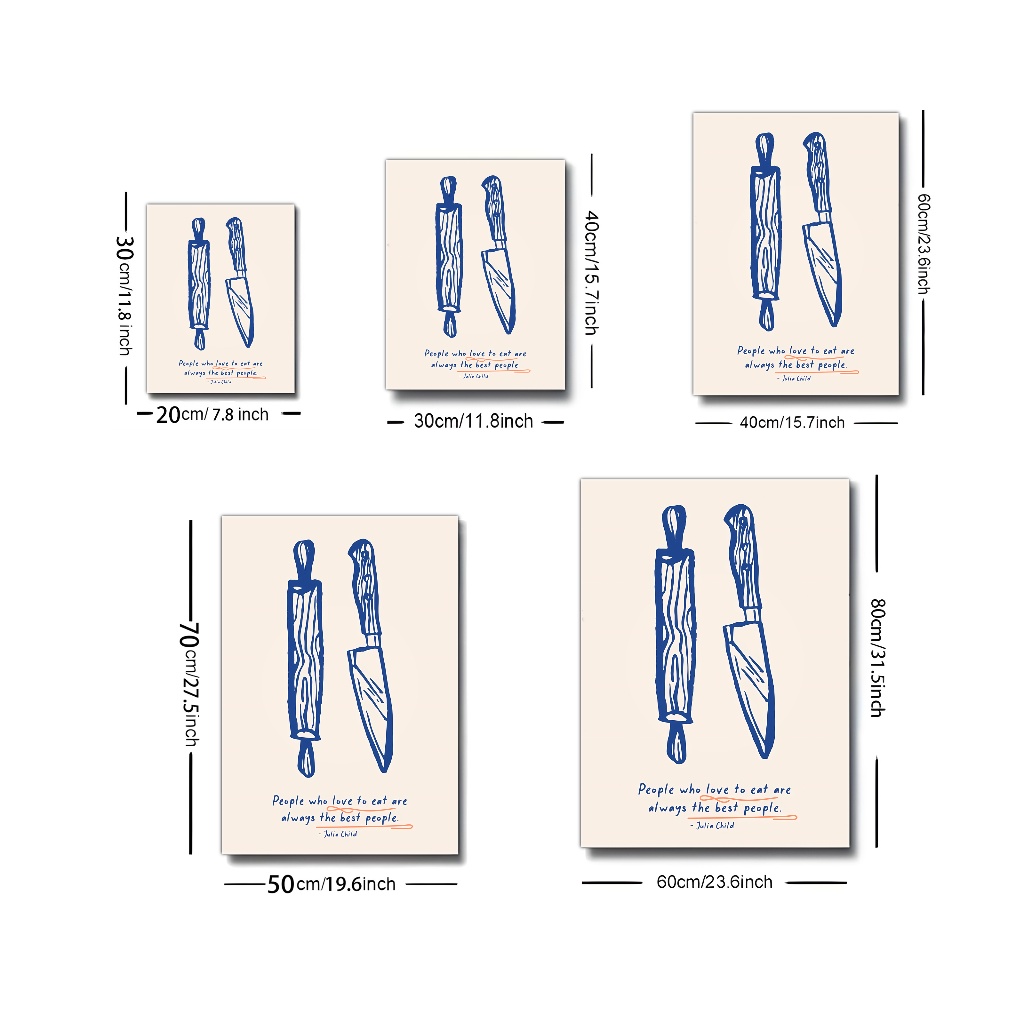 30cm/11.8 inch
People who love to eat are
always the best people.
Julia Child
20cm/ 7.8 inch
40cm/15.7inch
People who love to eat are
always the best people
Julia Child
30cm/11.8inch
60cm/23.6inch
People who love to eat are
always the best people.
- Julia Child
40cm/15.7inch
70cm/27.5inch
People who love to eat are
always the best people.
- Julia Child
50cm/19.6inch
80cm/31.5inch
People who love to eat are
always the best people.
- Julia Child
60cm/23.6inch